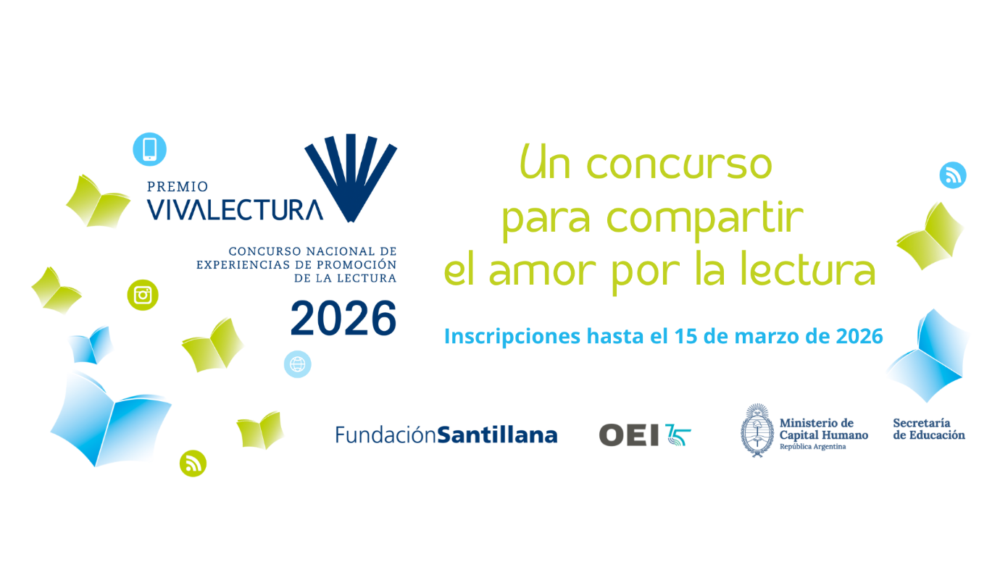 PREMIO
VIVALECTURA
CONCURSO NACIONAL DE
EXPERIENCIAS DE PROMOCIÓN
DE LA LECTURA
2026
Un concurso
para compartir
el amor por la lectura
Inscripciones hasta el 15 de marzo de 2026
FundaciónSantillana
OEI 75
Ministerio de
Capital Humano
República Argentina
Secretaría
de Educación